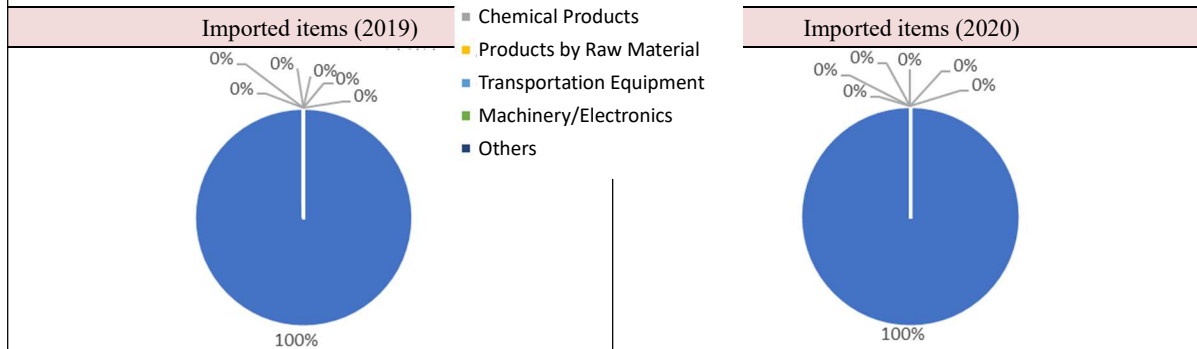 Imported items (2019)
Chemical Products
Products by Raw Material
Transportation Equipment
Machinery/Electronics
Others
Imported items (2020)
0%
0%
0%
0%
0%
0%
100%
0%
0%
0%
0%
0%
0%
100%